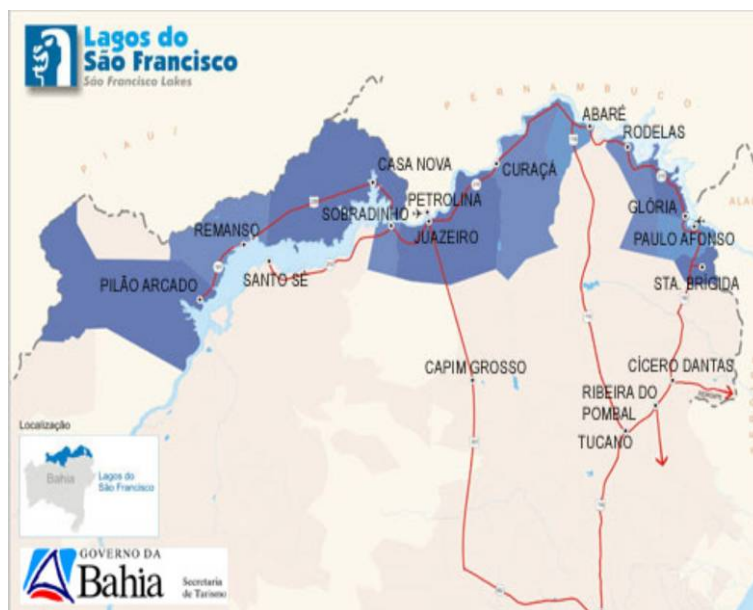 Lagos do
São Francisco
São Francisco Lakes
PERNAMBUCO
PIAUÍ
ABARÉ
RODELAS
CASA NOVA
CURAÇÁ
PETROLINA
SOBRADINHO
JUAZEIRO
GLÓRIA
PAULO AFONSO
REMANSO
SANTO SÉ
PILÃO ARCADO
STA. BRÍGIDA
CAPIM GROSSO
CÍCERO DANTAS
RIBEIRA DO
POMBAL
TUCANO
Localização
Bahia
Lagos do
São Francisco
GOVERNO DA
Bahia
Secretaria
de Turismo